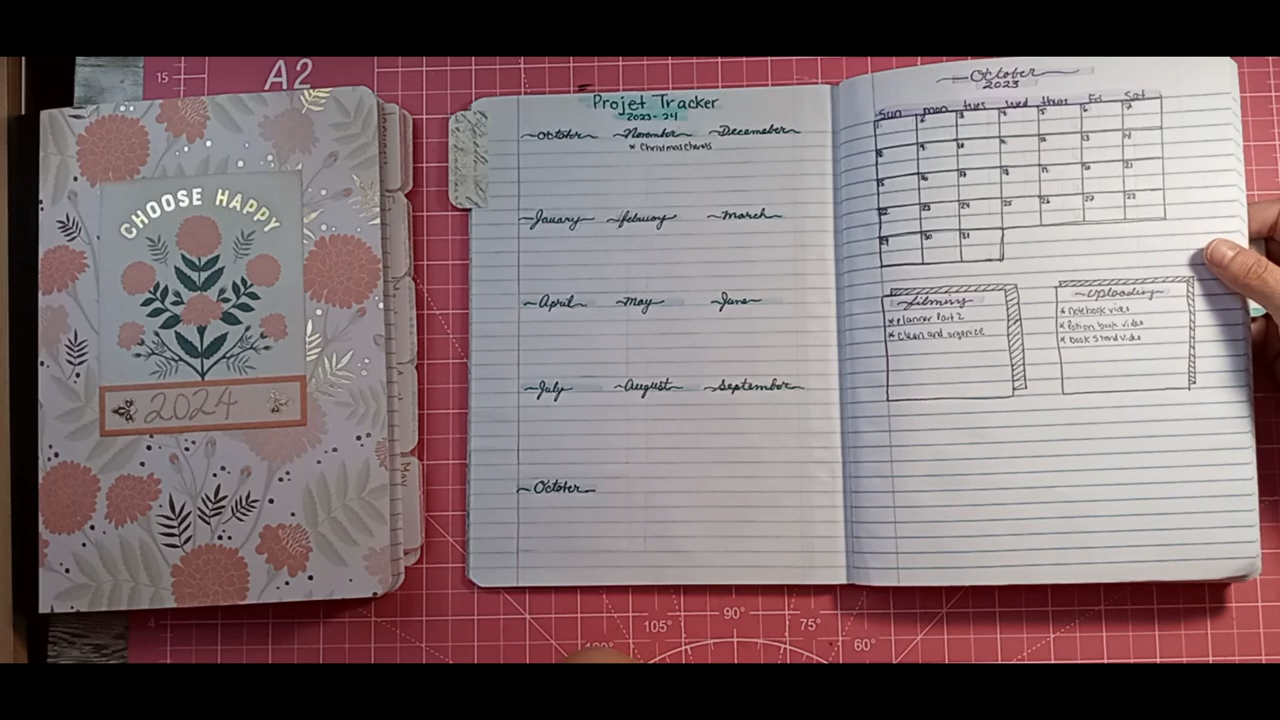 15
A2
CHOOSE HAPPY
2024
May
4
Projet Tracker
2023-24
October November Decemeber
* Christmas Charols
January februay march
April may June
July August September
October
October
2023
Sun mon tues Wed thurs Fri Sat
1 2 3 4 5 6 7
8 9 10 11 12 13 14
15 16 17 18 19 20 21
22 23 24 25 26 27 28
29 30 31
filming
* Planner Part 2
* Clean and organize
uploading
* Notebook video
* Potion book video
* book stand video
105° 90° 75° 60°